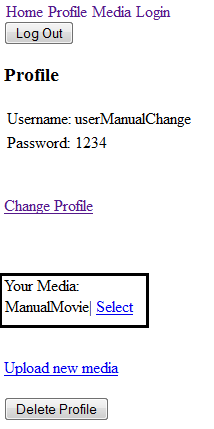 Home Profile Media Login
Log Out
Profile
Username: userManualChange
Password: 1234
Change Profile
Your Media:
ManualMovie| Select
Upload new media
Delete Profile